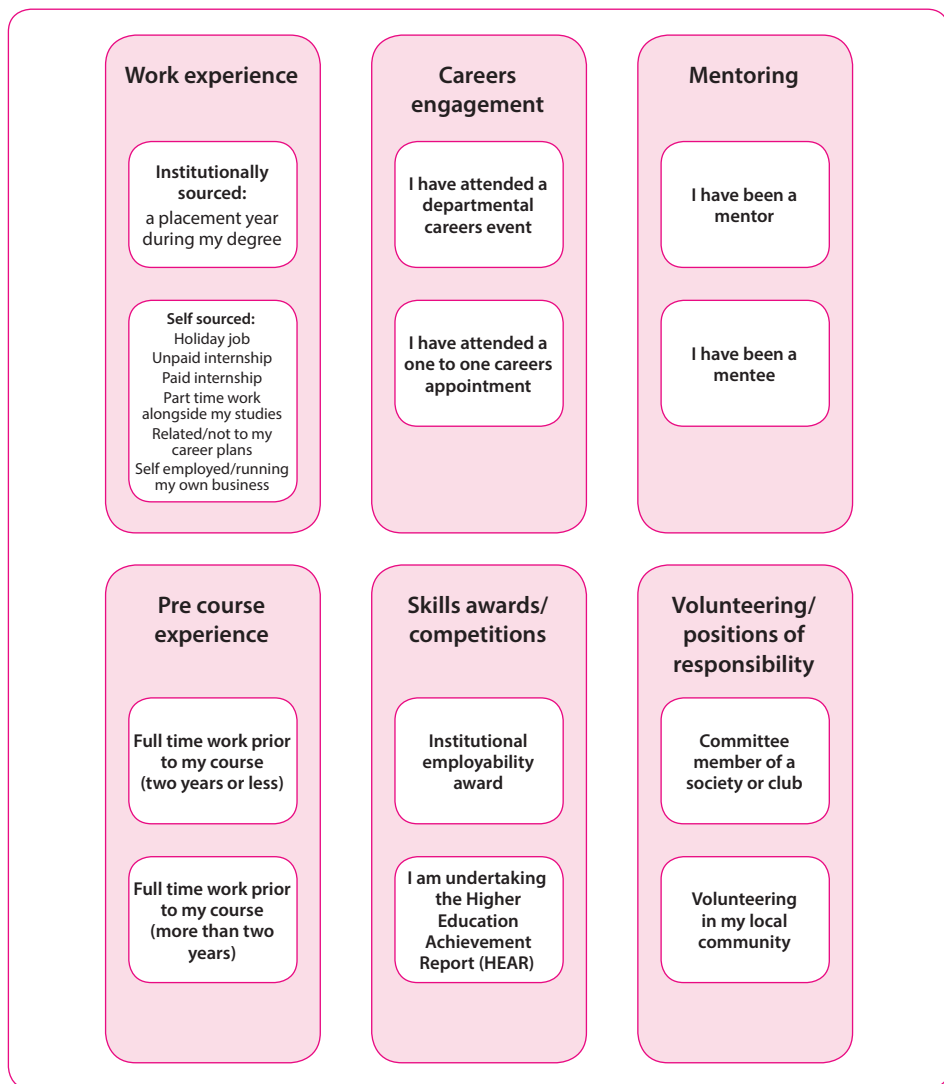 Work experience
Institutionally
sourced:
a placement year
during my degree
Self sourced:
Holiday job
Unpaid internship
Paid internship
Part time work
alongside my studies
Related/not to my
career plans
Self employed/running
my own business
Careers
engagement
I have attended a
departmental
careers event
I have attended a
one to one careers
appointment
Mentoring
I have been a
mentor
I have been a
mentee
Pre course
experience
Full time work prior
to my course
(two years or less)
Full time work prior
to my course
(more than two
years)
Skills awards/
competitions
Institutional
employability
award
I am undertaking
the Higher
Education
Achievement
Report (HEAR)
Volunteering/
positions of
responsibility
Committee
member of a
society or club
Volunteering
in my local
community